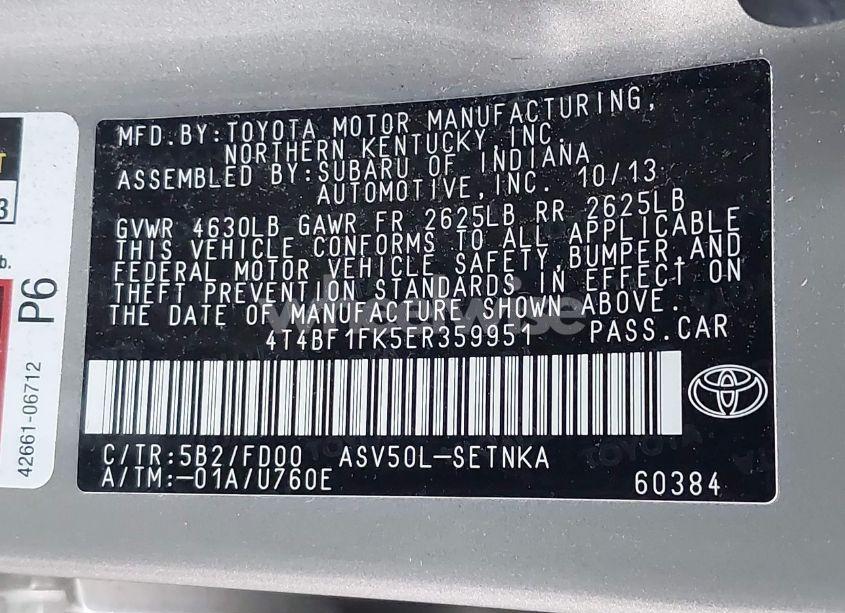 MFD.BY:TOYOTA MOTOR MANUFACTURING,
NORTHERN KENTUCKY,INC.
ASSEMBLED BY:SUBARU OF INDIANA
AUTOMOTIVE,INC. 10/13
GVWR 4630LB GAWR FR 2625LB RR 2625LB
THIS VEHICLE CONFORMS TO ALL APPLICABLE
FEDERAL MOTOR VEHICLE SAFETY,BUMPER,AND
THEFT PREVENTION STANDARDS IN EFFECT ON
THE DATE OF MANUFACTURE SHOWN ABOVE.
4T4BF1FK5ER359951 PASS.CAR
C/TR:5B2/FD00 ASV50L-SETNKA
A/TM:-01A/U760E 60384
P6
42661-06712
3
b.
wheelwise